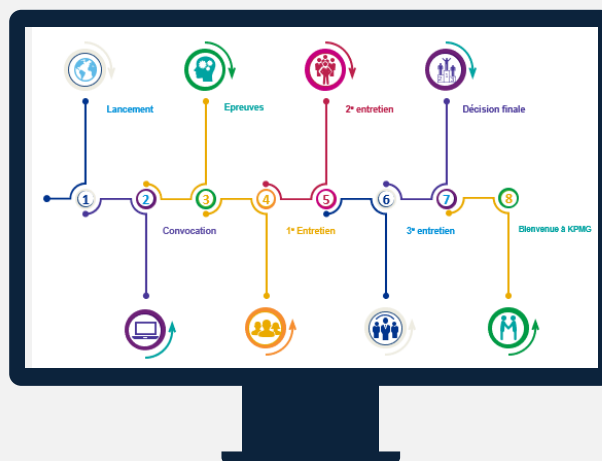 Lancement
Epreuves
2e entretien
Décision finale
1 2 3 4 5 6 7 8
Convocation
1e Entretien
3e entretien
Bienvenue à KPMG